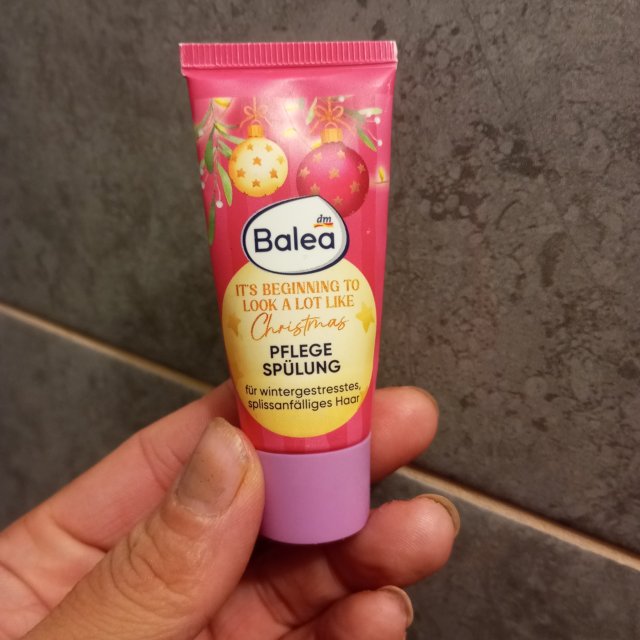 dm
Balea
IT'S BEGINNING TO
LOOK A LOT LIKE
Christmas
PFLEGE
SPÜLUNG
für wintergestresstes,
splissanfälliges Haar